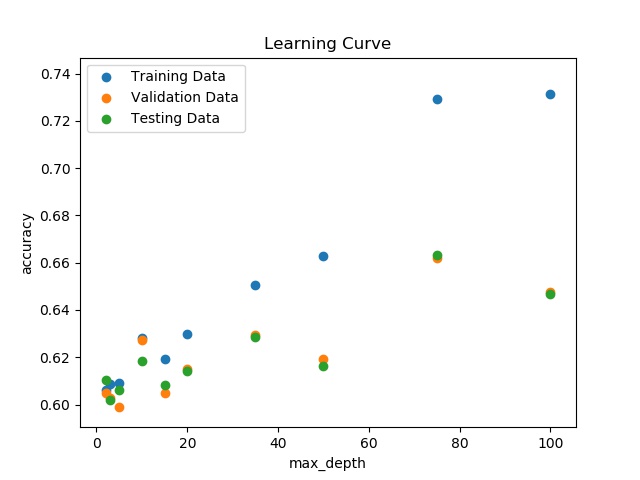 Learning Curve
Training Data
Validation Data
Testing Data
accuracy
0.74
0.72
0.70
0.68
0.66
0.64
0.62
0.60
0 20 40 60 80 100
max_depth